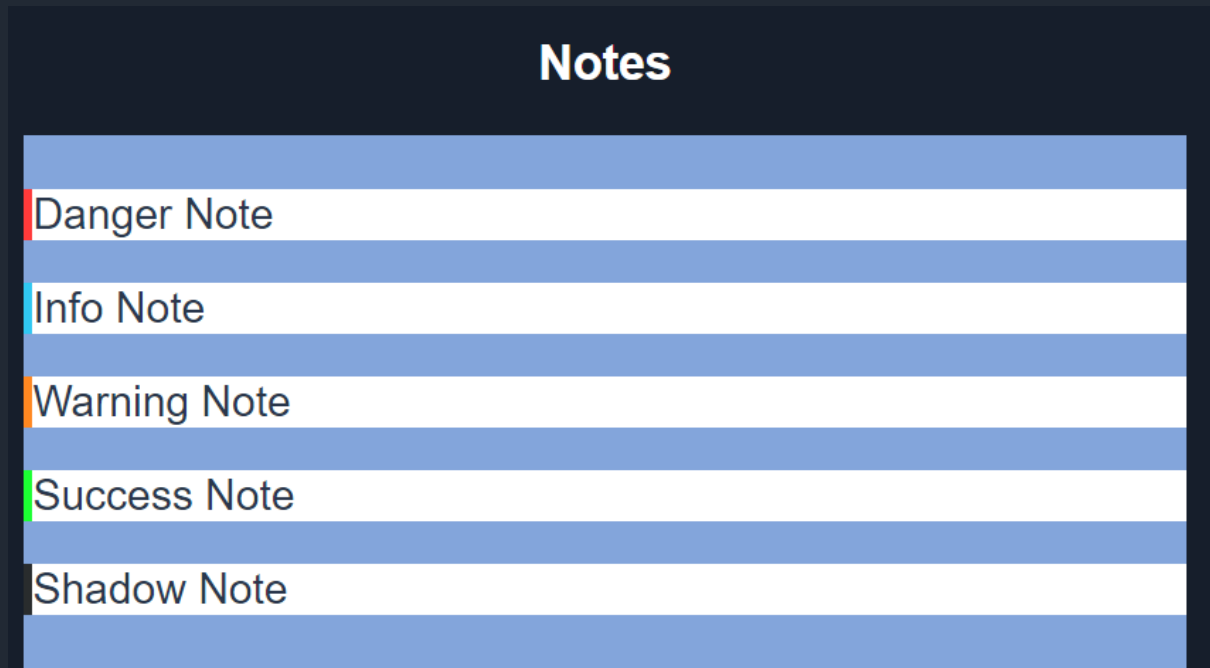 Notes
Danger Note
Info Note
Warning Note
Success Note
Shadow Note